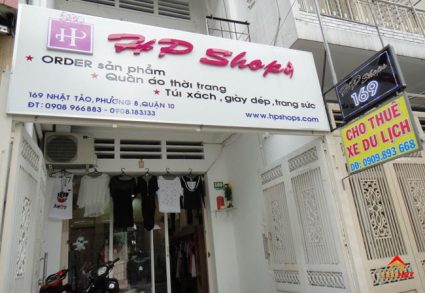 HP
HP Shops
★ ORDER sản phẩm
★ Quần áo thời trang
★ Túi xách, giày dép, trang sức
169 NHẬT TẢO, PHƯỜNG 8, QUẬN 10
ĐT: 0908 966883 - 0908.183133
www.hpshops.com
HP Shops
169
CHO THUÊ
XE DU LỊCH
ĐD: 0909.893 668